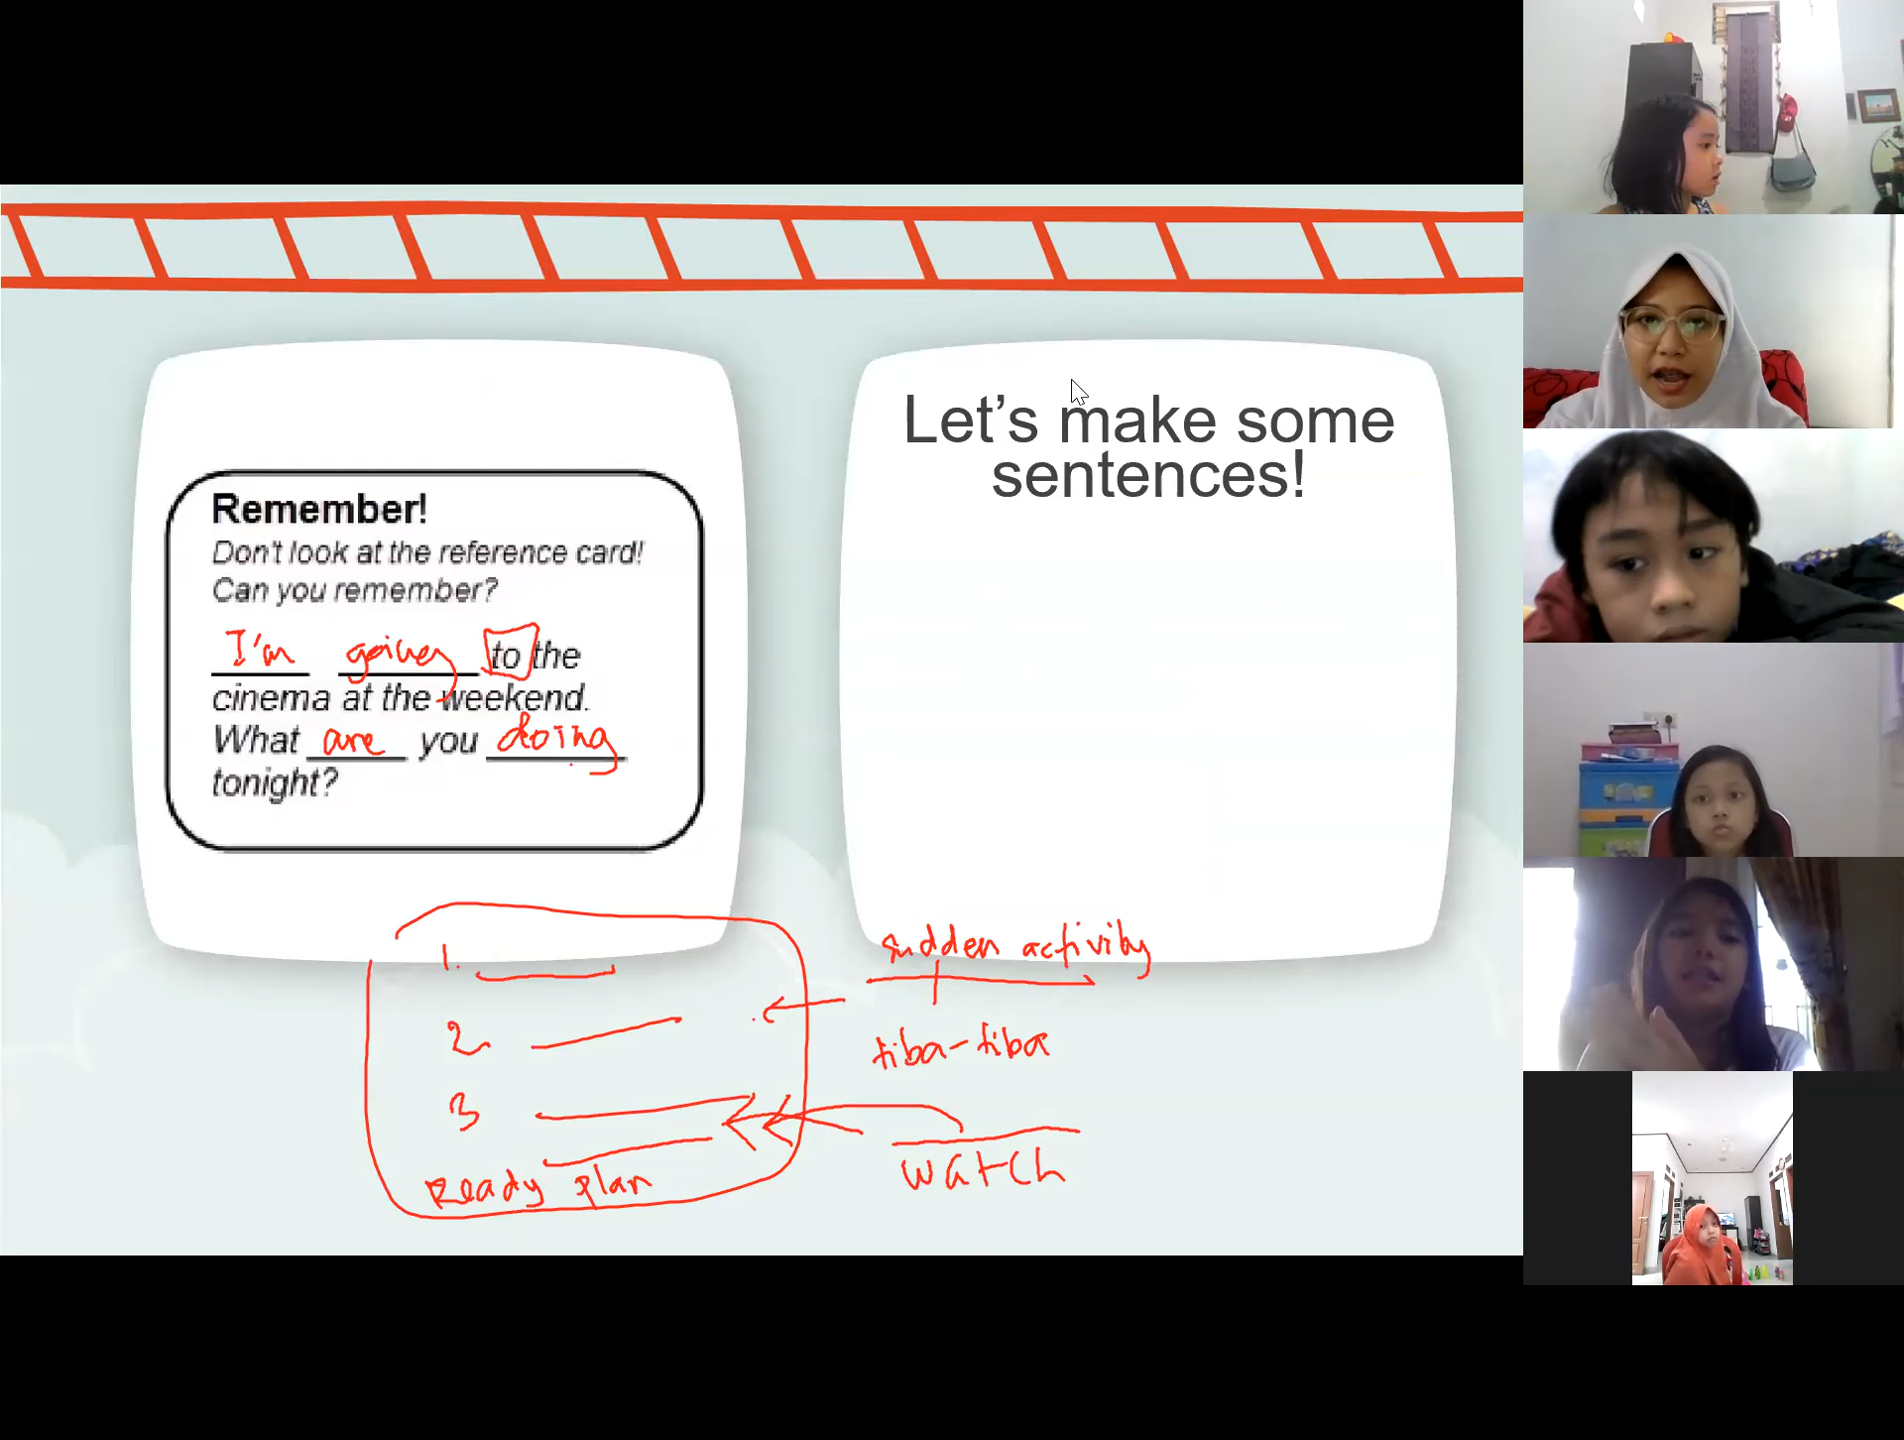 Remember!
Don't look at the reference card!
Can you remember?
I'm going to the
cinema at the weekend.
What are you doing
tonight?
Let's make some
sentences!
1.
2
3
Ready plan
sudden activity
tiba-tiba
watch